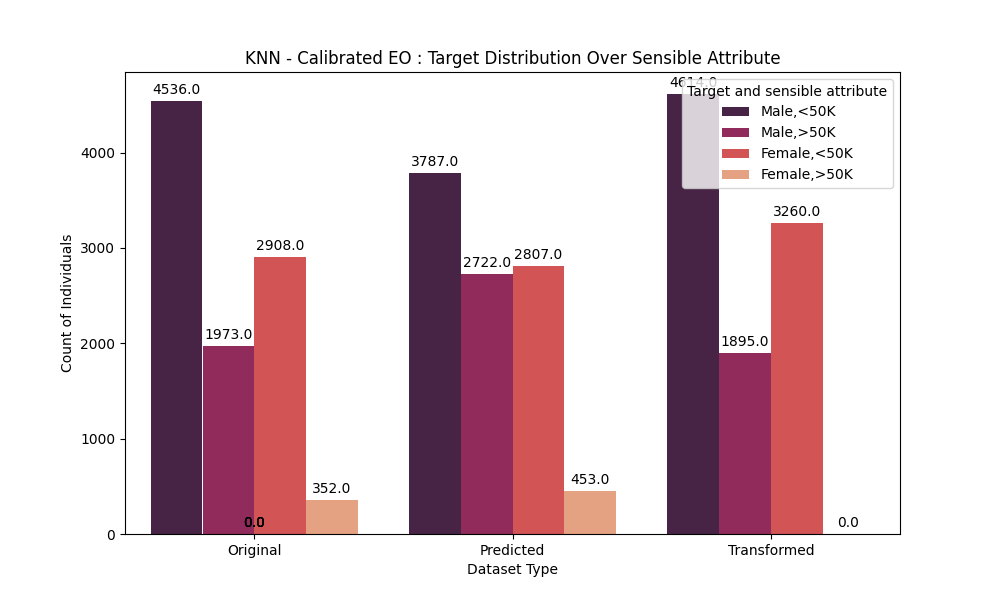 KNN - Calibrated EO : Target Distribution Over Sensible Attribute
Count of Individuals
4000
3000
2000
1000
0
4536.0
1973.0
2908.0
352.0
0.0
3787.0
2722.0
2807.0
453.0
4614.0
1895.0
3260.0
0.0
Target and sensible attribute
Male,<50K
Male,>50K
Female,<50K
Female,>50K
Original
Predicted
Transformed
Dataset Type